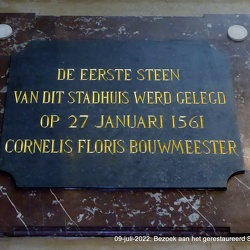 DE EERSTE STEEN
VAN DIT STADHUIS WERD GELEGD
OP 27 JANUARI 1561
CORNELIS FLORIS BOUWMEESTER
09-juli-2022: Bezoek aan het gerestaureerd S